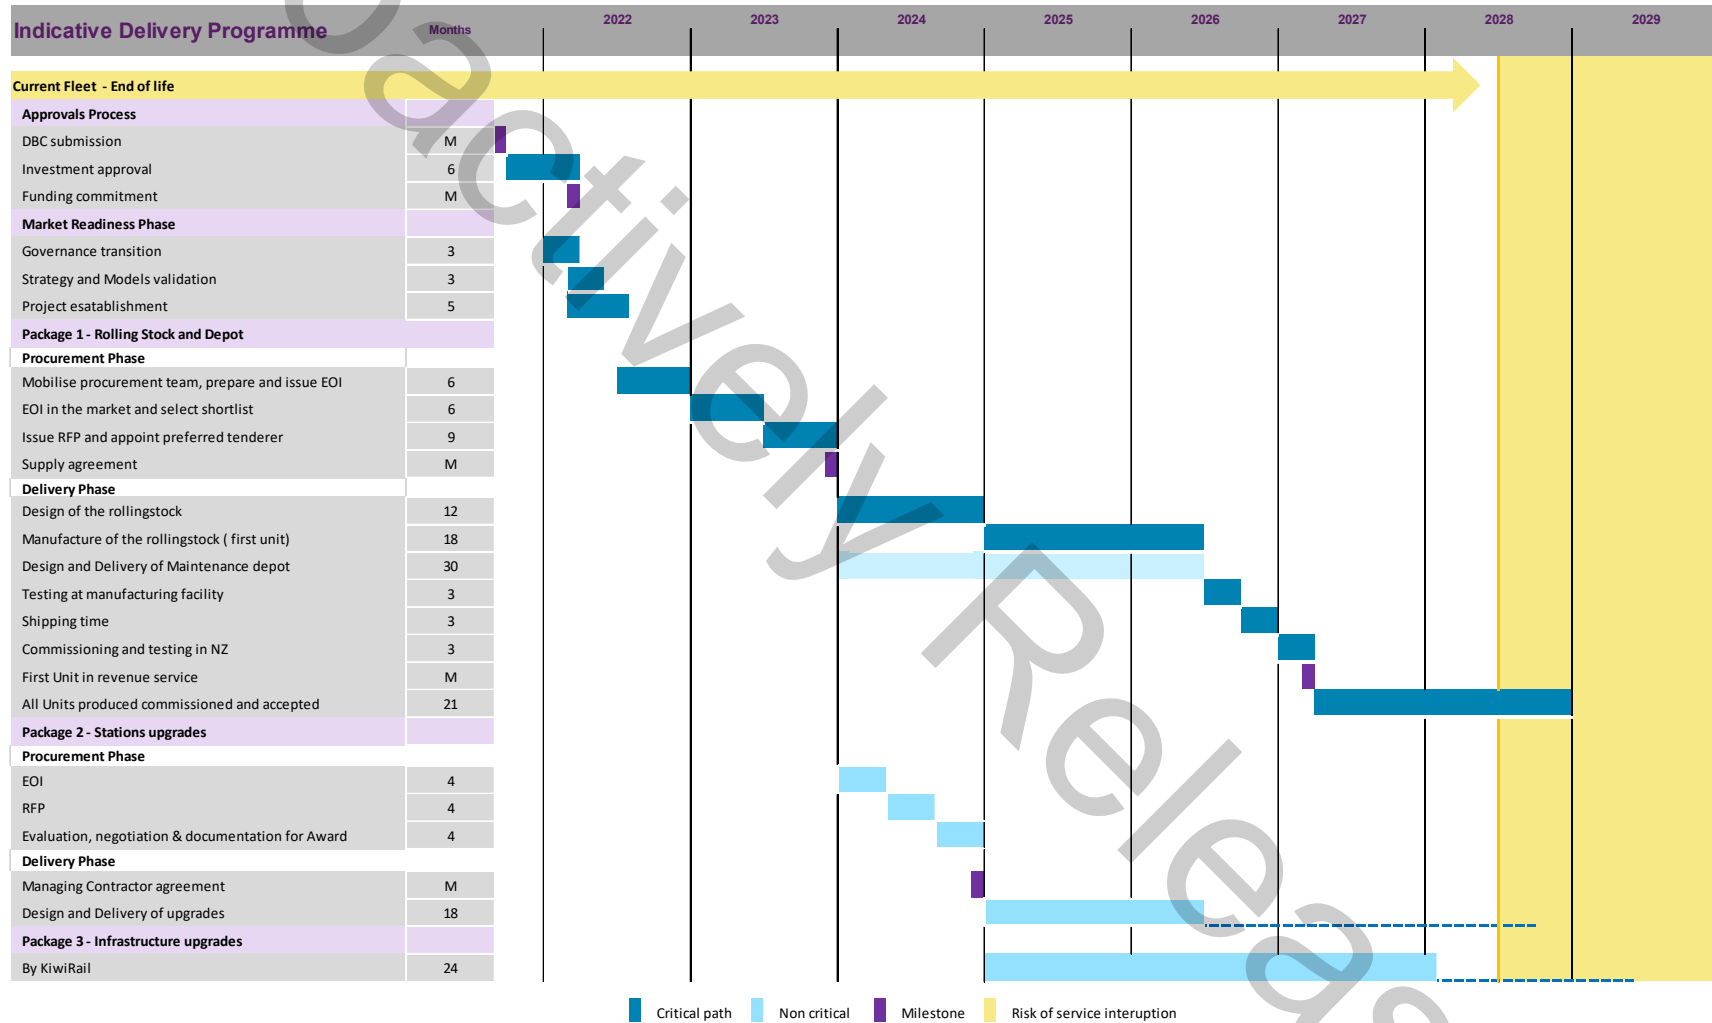 Indicative Delivery Programme Months 2022 2023 2024 2025 2026 2027 2028 2029
Current Fleet - End of life
Approvals Process
DBC submission M
Investment approval 6
Funding commitment M
Market Readiness Phase
Governance transition 3
Strategy and Models validation 3
Project esatablishment 5
Package 1 - Rolling Stock and Depot
Procurement Phase
Mobilise procurement team, prepare and issue EOI 6
EOI in the market and select shortlist 6
Issue RFP and appoint preferred tenderer 9
Supply agreement M
Delivery Phase
Design of the rollingstock 12
Manufacture of the rollingstock ( first unit) 18
Design and Delivery of Maintenance depot 30
Testing at manufacturing facility 3
Shipping time 3
Commissioning and testing in NZ 3
First Unit in revenue service M
All Units produced commissioned and accepted 21
Package 2 - Stations upgrades
Procurement Phase
EOI 4
RFP 4
Evaluation, negotiation & documentation for Award 4
Delivery Phase
Managing Contractor agreement M
Design and Delivery of upgrades 18
Package 3 - Infrastructure upgrades
By KiwiRail 24
Critical path Non critical Milestone Risk of service interuption
oactively Releas